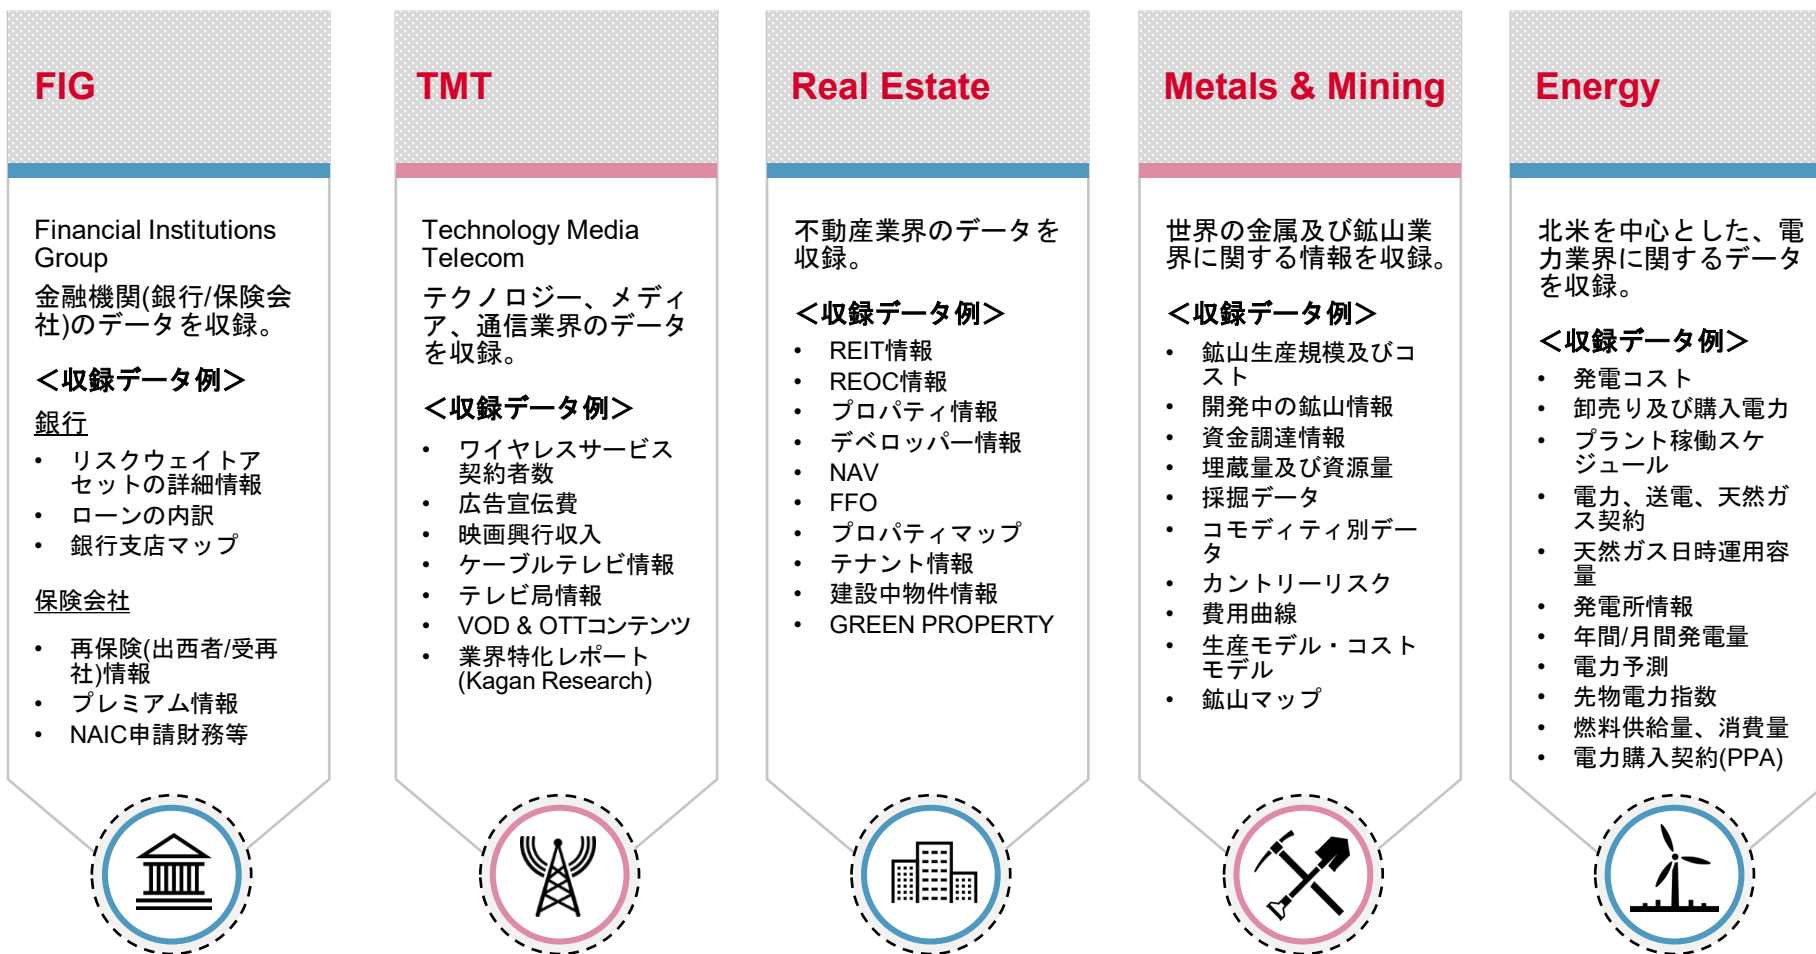 FIG
Financial Institutions
Group
金融機関(銀行/保険会
社)のデータを収録。
＜収録データ例＞
銀行
• リスクウェイトア
セットの詳細情報
• ローンの内訳
• 銀行支店マップ
保険会社
• 再保険(出西者/受再
社)情報
• プレミアム情報
• NAIC申請財務等
TMT
Technology Media
Telecom
テクノロジー、メディ
ア、通信業界のデータ
を収録。
＜収録データ例＞
• ワイヤレスサービス
契約者数
• 広告宣伝費
• 映画興行収入
• ケーブルテレビ情報
• テレビ局情報
• VOD & OTTコンテンツ
• 業界特化レポート
(Kagan Research)
Real Estate
不動産業界のデータを
収録。
＜収録データ例＞
• REIT情報
• REOC情報
• プロパティ情報
• デベロッパー情報
• NAV
• FFO
• プロパティマップ
• テナント情報
• 建設中物件情報
• GREEN PROPERTY
Metals & Mining
世界の金属及び鉱山業
界に関する情報を収録。
＜収録データ例＞
• 鉱山生産規模及びコ
スト
• 開発中の鉱山情報
• 資金調達情報
• 埋蔵量及び資源量
• 採掘データ
• コモディティ別デー
タ
• カントリーリスク
• 費用曲線
• 生産モデル・コスト
モデル
• 鉱山マップ
Energy
北米を中心とした、電
力業界に関するデータ
を収録。
＜収録データ例＞
• 発電コスト
• 卸売り及び購入電力
• プラント稼働スケ
ジュール
• 電力、送電、天然ガ
ス契約
• 天然ガス日時運用容
量
• 発電所情報
• 年間/月間発電量
• 電力予測
• 先物電力指数
• 燃料供給量、消費量
• 電力購入契約(PPA)